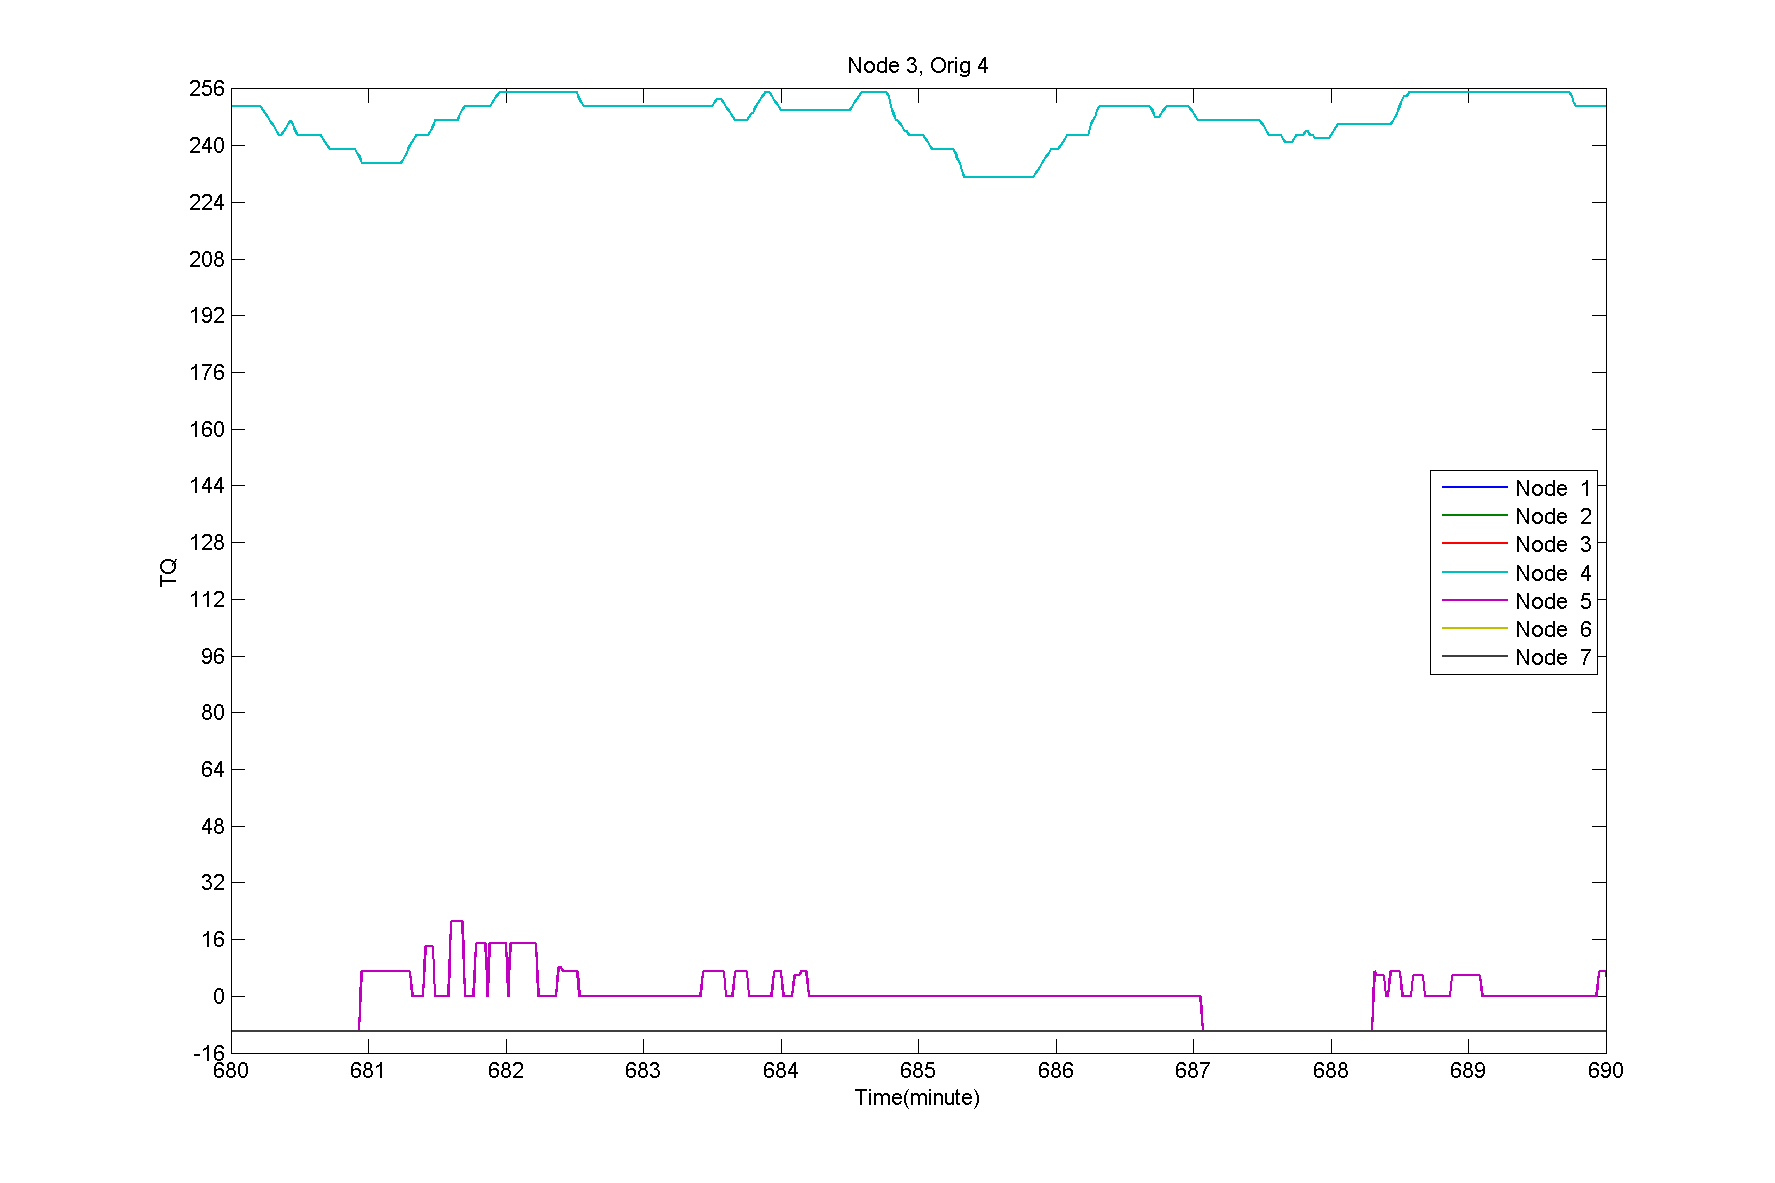 Node 3, Orig 4
256
240
224
208
192
176
160
144
128
112
96
80
64
48
32
16
0
-16
TQ
Node 1
Node 2
Node 3
Node 4
Node 5
Node 6
Node 7
680 681 682 683 684 685 686 687 688 689 690
Time(minute)